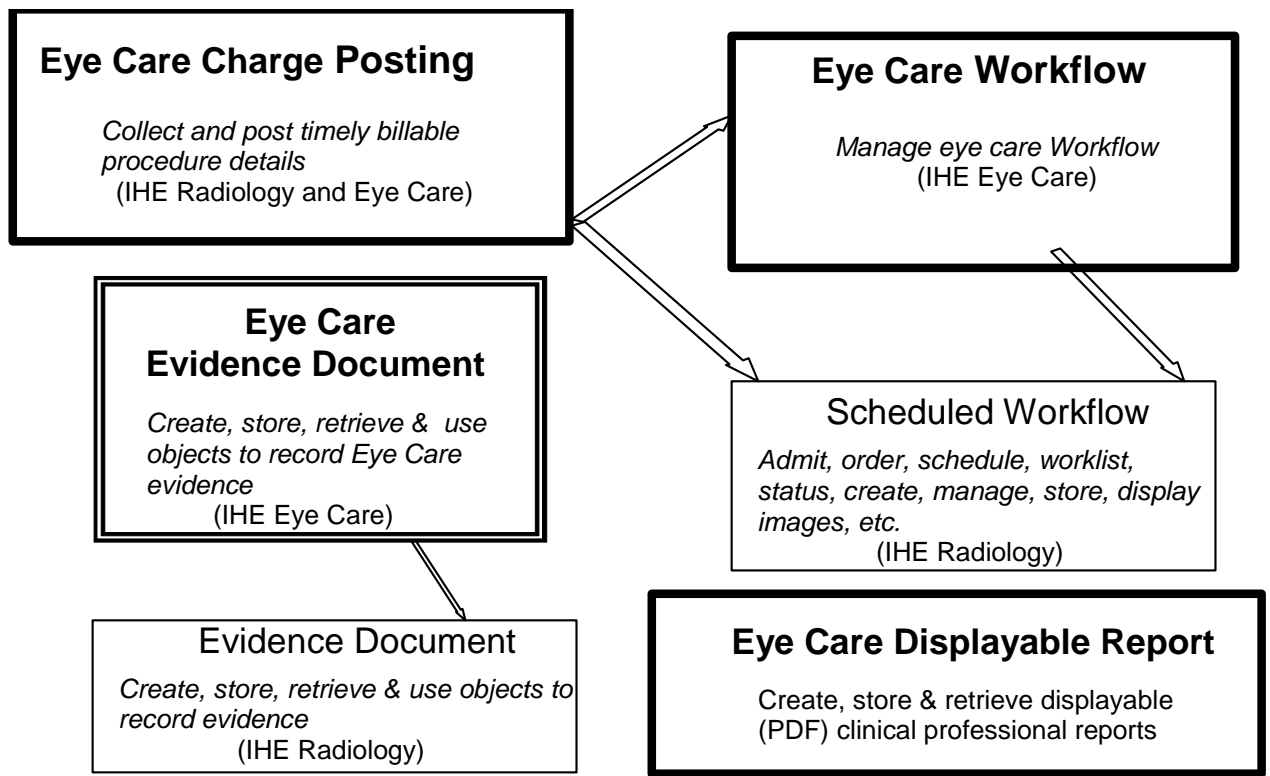 Eye Care Charge Posting
Collect and post timely billable
procedure details
(IHE Radiology and Eye Care)
Eye Care Workflow
Manage eye care Workflow
(IHE Eye Care)
Eye Care
Evidence Document
Create, store, retrieve & use
objects to record Eye Care
evidence
(IHE Eye Care)
Scheduled Workflow
Admit, order, schedule, worklist,
status, create, manage, store, display
images, etc.
(IHE Radiology)
Evidence Document
Create, store, retrieve & use objects to
record evidence
(IHE Radiology)
Eye Care Displayable Report
Create, store & retrieve displayable
(PDF) clinical professional reports